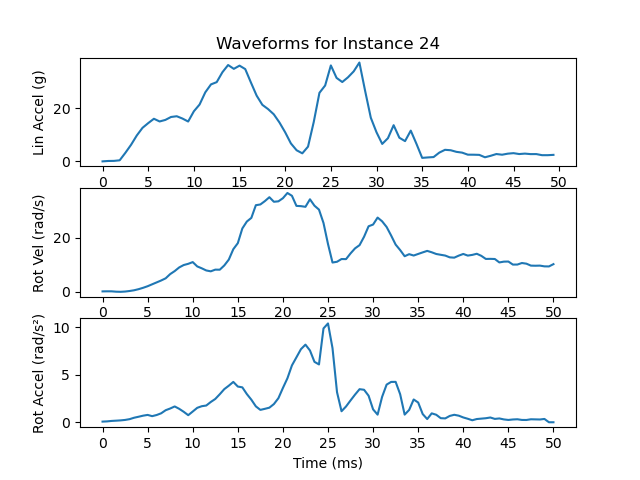 Waveforms for Instance 24
Lin Accel (g)
20
0
0 5 10 15 20 25 30 35 40 45 50
Rot Vel (rad/s)
20
0
0 5 10 15 20 25 30 35 40 45 50
Rot Accel (rad/s²)
10
5
0
0 5 10 15 20 25 30 35 40 45 50
Time (ms)